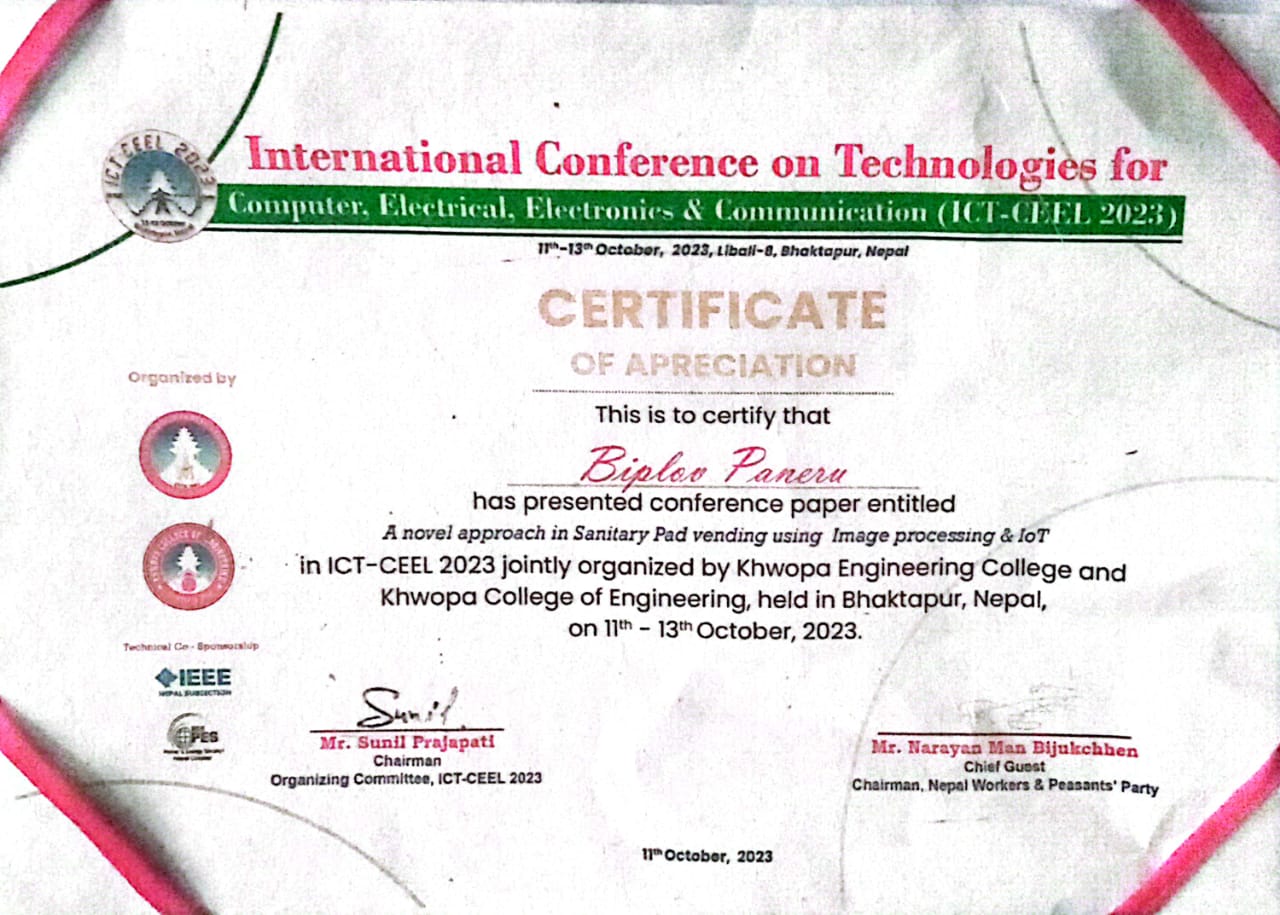 ICT-CEEL 2023
International Conference on Technologies for
Computer, Electrical, Electronics & Communication (ICT-CEEL 2023)
11th-13th October, 2023, Libali-8, Bhaktapur, Nepal
CERTIFICATE
OF APRECIATION
Organized by
This is to certify that
Biplov Paneru
has presented conference paper entitled
A novel approach in Sanitary Pad vending using Image processing & IoT
in ICT-CEEL 2023 jointly organized by Khwopa Engineering College and
Khwopa College of Engineering, held in Bhaktapur, Nepal,
on 11th - 13th October, 2023.
Technical Co-Sponsorship
IEEE
NEPAL SUBSECTION
PES
Sunil
Mr. Sunil Prajapati
Chairman
Organizing Committee, ICT-CEEL 2023
Mr. Narayan Man Bijukchhen
Chief Guest
Chairman, Nepal Workers & Peasants' Party
11th October, 2023